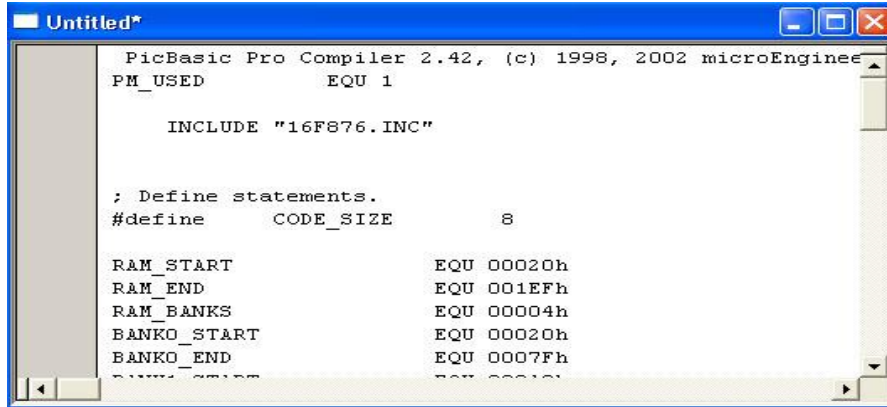 Untitled*
PicBasic Pro Compiler 2.42, (c) 1998, 2002 microEnginee
PM_USED EQU 1
INCLUDE "16F876.INC"
; Define statements.
#define CODE_SIZE 8
RAM_START EQU 00020h
RAM_END EQU 001EFh
RAM_BANKS EQU 00004h
BANK0_START EQU 00020h
BANK0_END EQU 0007Fh